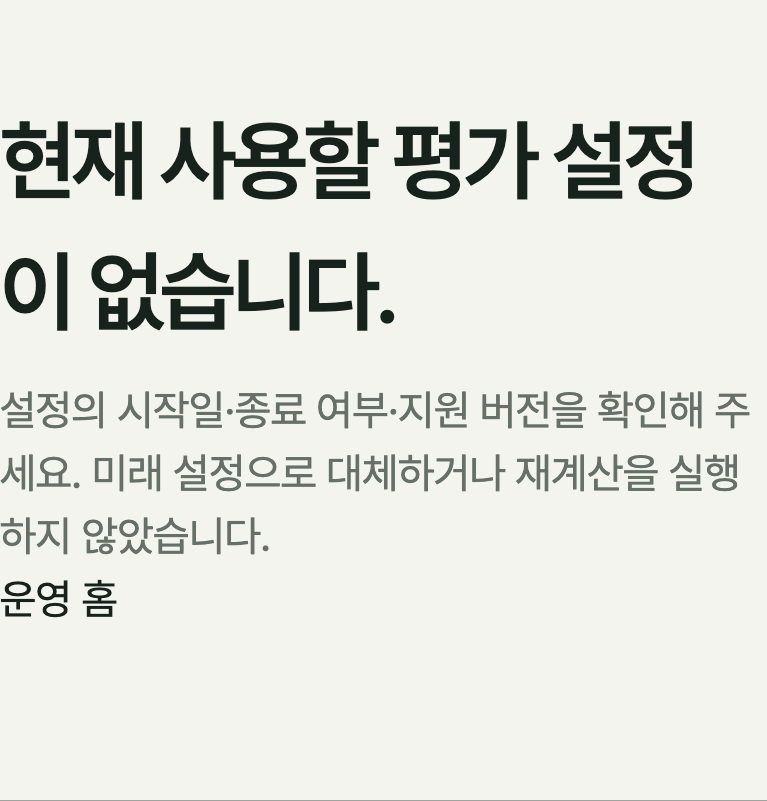 현재 사용할 평가 설정
이 없습니다.
설정의 시작일·종료 여부·지원 버전을 확인해 주
세요. 미래 설정으로 대체하거나 재계산을 실행
하지 않았습니다.
운영 홈